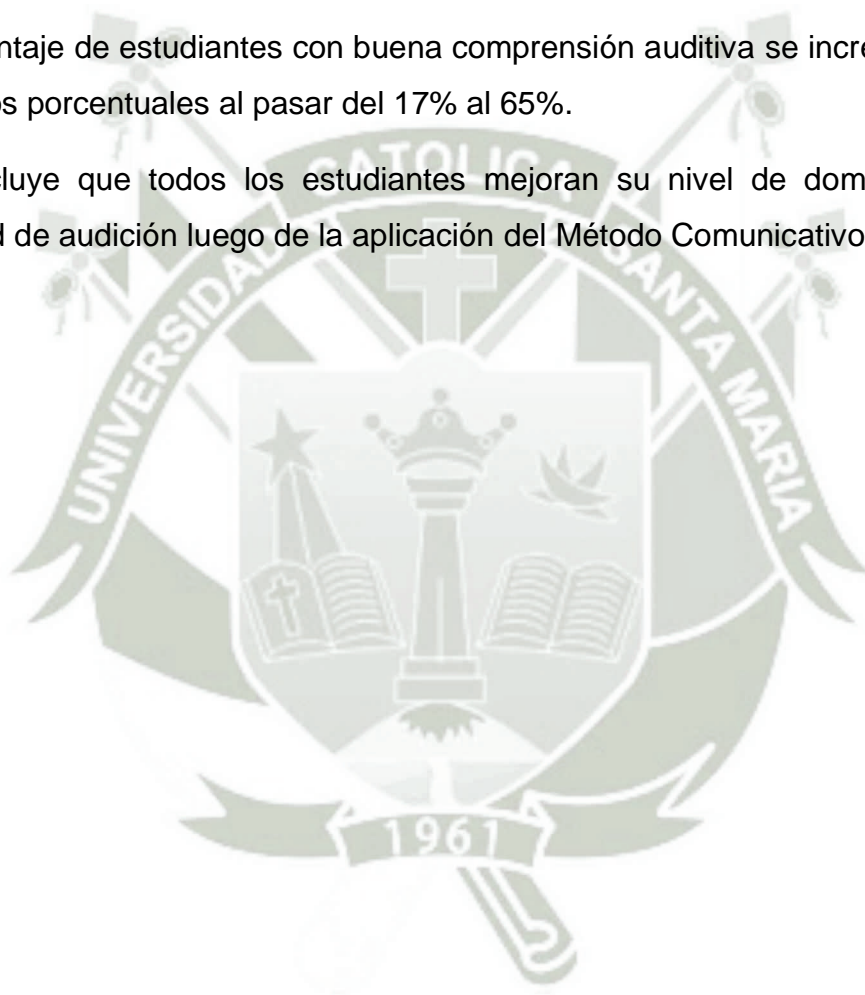 ntaje de estudiantes con buena comprensión auditiva se incre
os porcentuales al pasar del 17% al 65%.
cluye que todos los estudiantes mejoran su nivel de dom
d de audición luego de la aplicación del Método Comunicativo
UNIVERSIDAD CATOLICA SANTA MARIA
1961